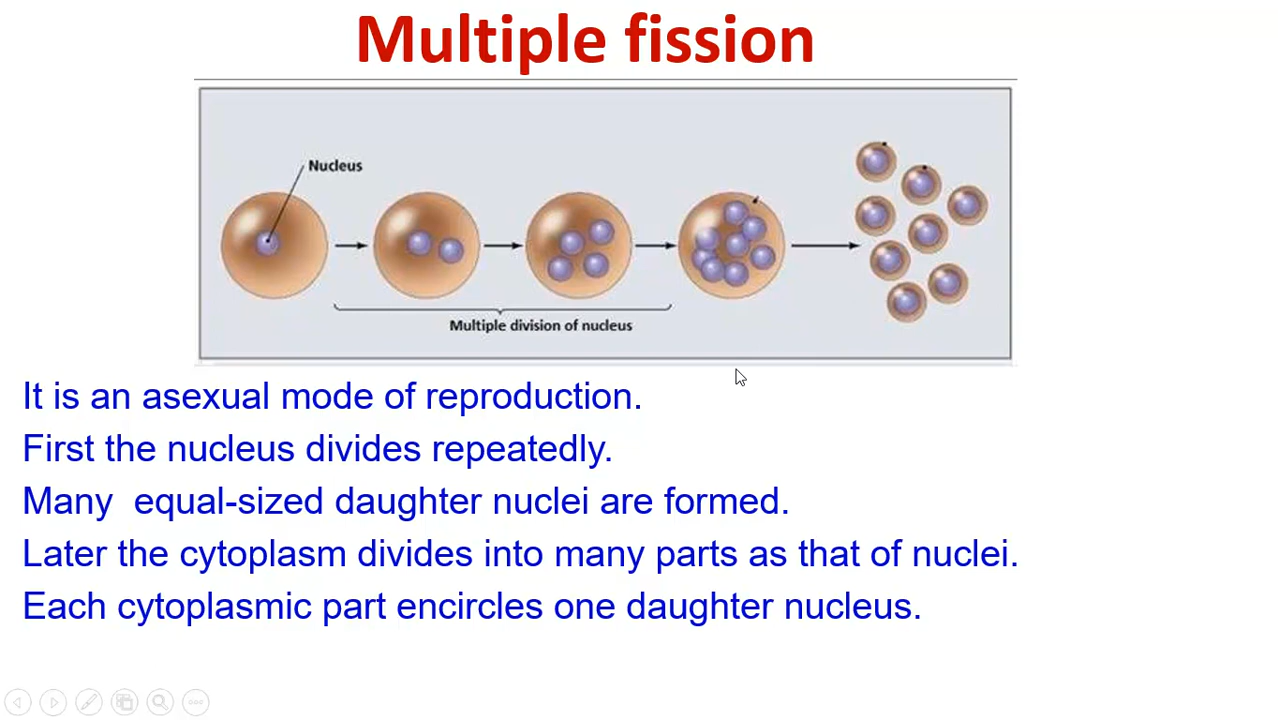 Multiple fission
Nucleus
Multiple division of nucleus
It is an asexual mode of reproduction.
First the nucleus divides repeatedly.
Many  equal-sized daughter nuclei are formed.
Later the cytoplasm divides into many parts as that of nuclei.
Each cytoplasmic part encircles one daughter nucleus.